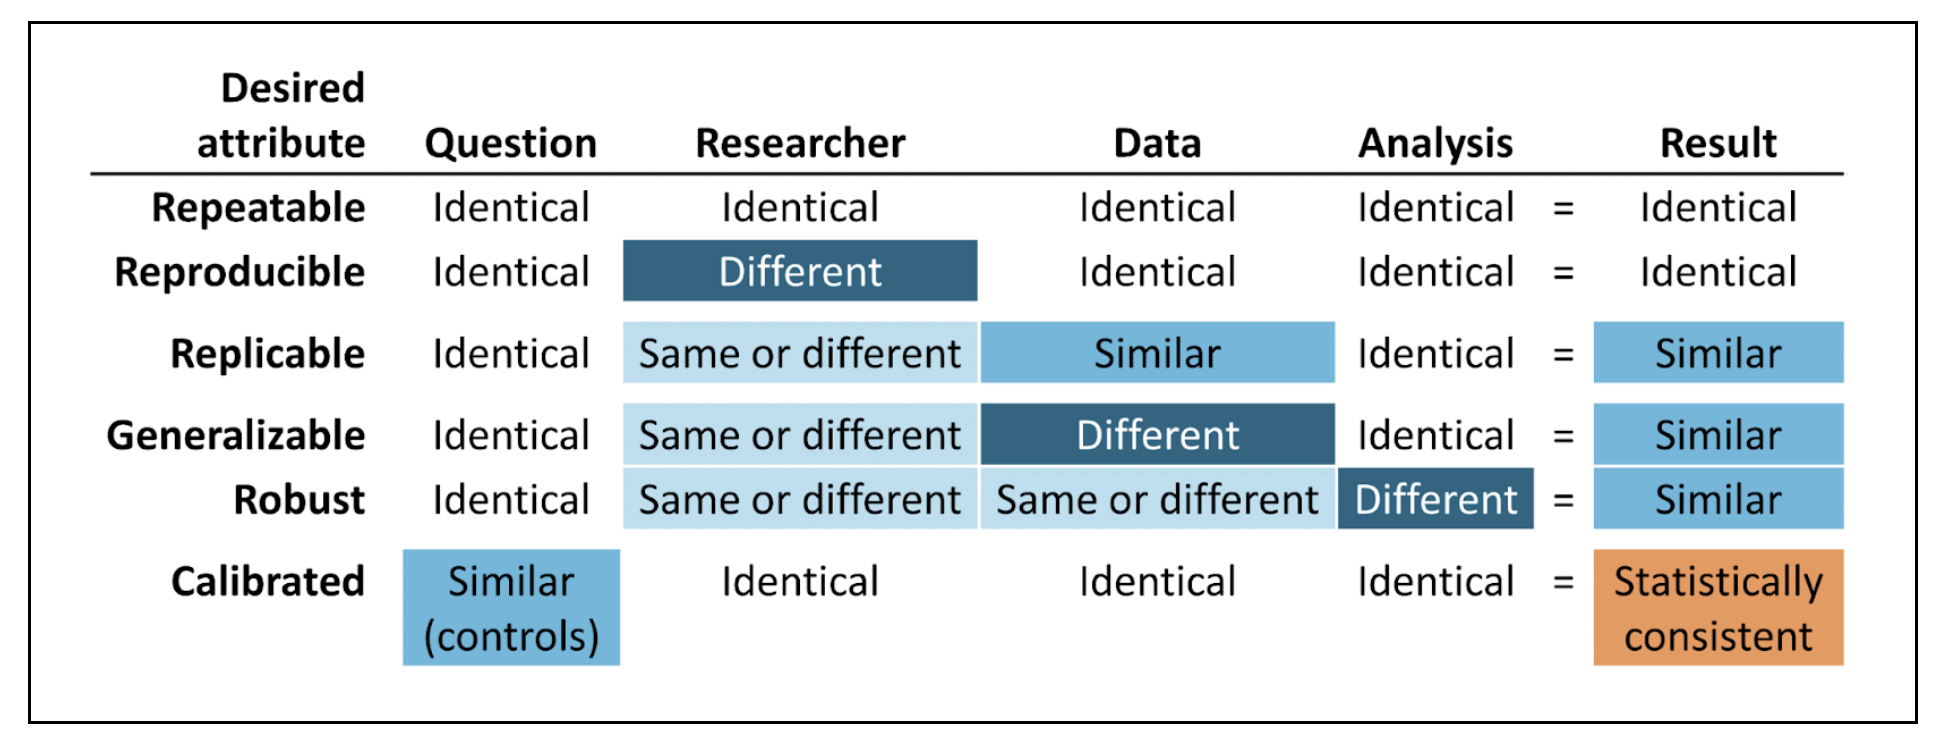 Desired
attribute Question Researcher Data Analysis Result
Repeatable Identical Identical Identical Identical = Identical
Reproducible Identical Different Identical Identical = Identical
Replicable Identical Same or different Similar Identical = Similar
Generalizable Identical Same or different Different Identical = Similar
Robust Identical Same or different Same or different Different = Similar
Calibrated Similar Identical Identical Identical = Statistically
(controls) consistent